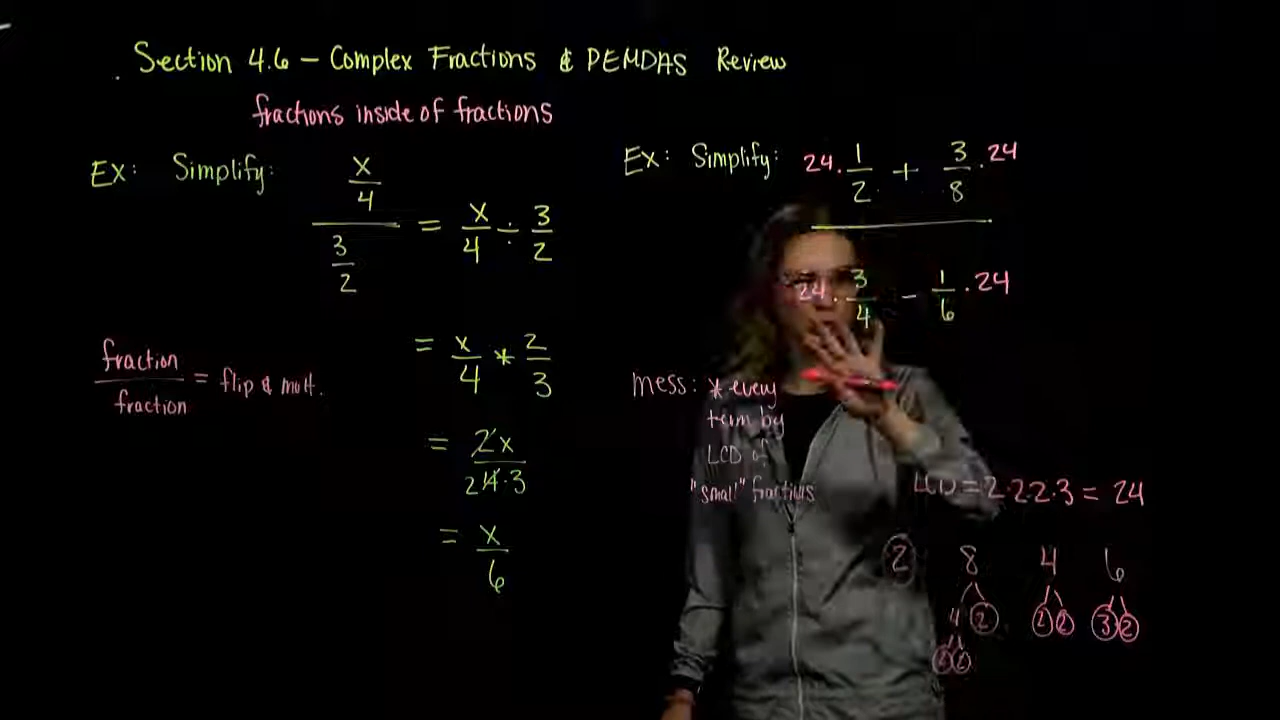 Section 4.6 – Complex Fractions & PEMDAS Review
fractions inside of fractions
Ex: Simplify:
x
4
3
2
= x/4 ÷ 3/2
= x/4 * 2/3
= 2x
2 4·3
= x/6
fraction
fraction
= flip & mult.
Ex: Simplify:
24· 1/2 + 3/8 ·24
24· 3/4 – 1/6 ·24
mess: * every
term by
LCD of
"small" fractions
LCD = 2·2·2·3 = 24
2 8 4 6
4 2 2 2 3 2
2 2